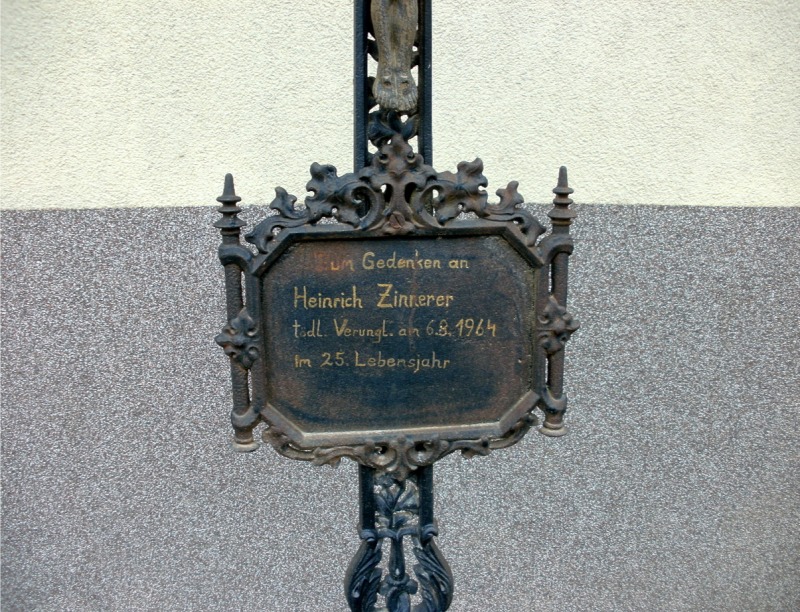 Zum Gedenken an
Heinrich Zinnerer
tödl. Verungl. am 6.8.1964
im 25. Lebensjahr